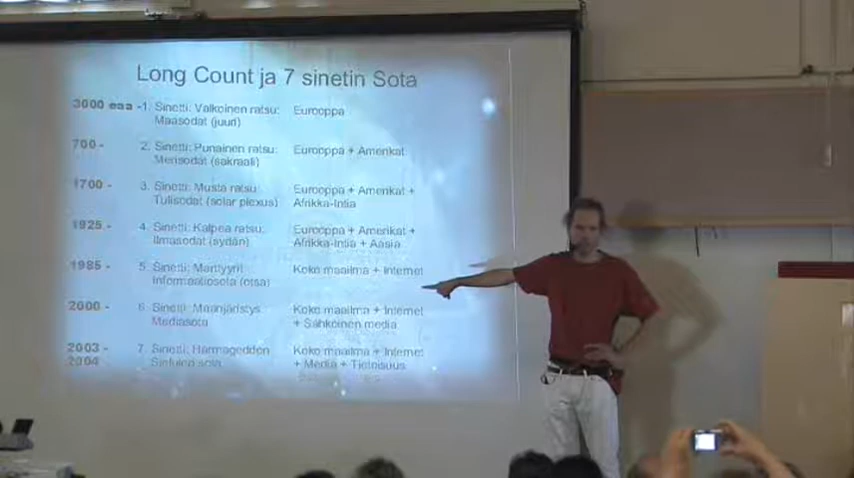 Long Count ja 7 sinetin Sota
3000 eaa - 1. Sinetti: Valkoinen ratsu: Eurooppa
Maasodat (juuri)
700 - 2. Sinetti: Punainen ratsu: Eurooppa + Amerikat
Merisodat (sakraali)
1700 - 3. Sinetti: Musta ratsu: Eurooppa + Amerikat +
Tulisodat (solar plexus) Afrikka-Intia
1925 - 4. Sinetti: Kalpea ratsu: Eurooppa + Amerikat +
Ilmasodat (sydän) Afrikka-Intia + Aasia
1985 - 5. Sinetti: Marttyyrit Koko maailma + Internet
Informaatiosota (otsa)
2000 - 6. Sinetti: Maanjäristys Koko maailma + Internet
Mediasota + Sähköinen media
2003 - 7. Sinetti: Harmagedden Koko maailma + Internet
2004 Sielujen sota + Media + Tietoisuus